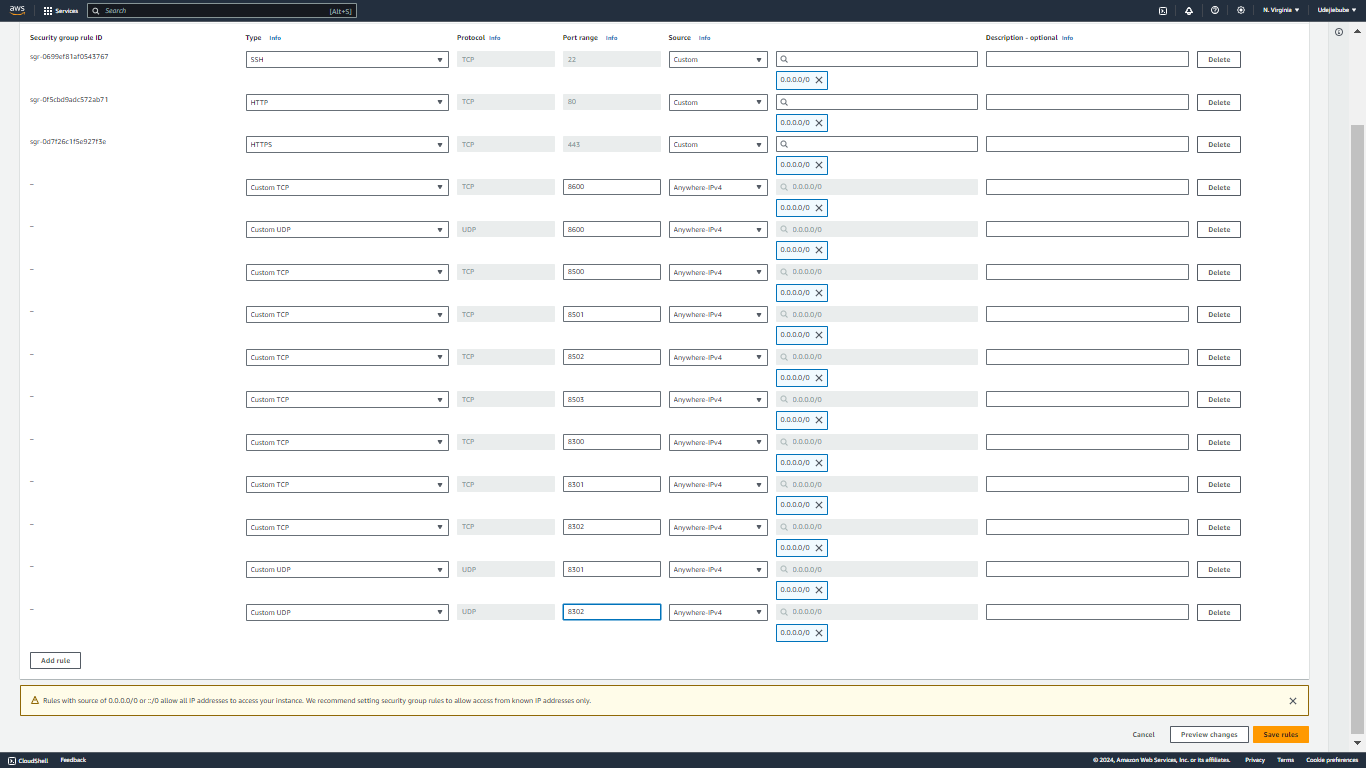 aws Services Search [Alt+S] N. Virginia Udejiebube
Security group rule ID Type Info Protocol Info Port range Info Source Info Description - optional Info
sgr-0699ef81af0543767 SSH TCP 22 Custom Delete
0.0.0.0/0
sgr-0f5cbd9adc572ab71 HTTP TCP 80 Custom Delete
0.0.0.0/0
sgr-0d7f26c1f5e927f3e HTTPS TCP 443 Custom Delete
0.0.0.0/0
– Custom TCP TCP 8600 Anywhere-IPv4 0.0.0.0/0 Delete
0.0.0.0/0
– Custom UDP UDP 8600 Anywhere-IPv4 0.0.0.0/0 Delete
0.0.0.0/0
– Custom TCP TCP 8500 Anywhere-IPv4 0.0.0.0/0 Delete
0.0.0.0/0
– Custom TCP TCP 8501 Anywhere-IPv4 0.0.0.0/0 Delete
0.0.0.0/0
– Custom TCP TCP 8502 Anywhere-IPv4 0.0.0.0/0 Delete
0.0.0.0/0
– Custom TCP TCP 8503 Anywhere-IPv4 0.0.0.0/0 Delete
0.0.0.0/0
– Custom TCP TCP 8300 Anywhere-IPv4 0.0.0.0/0 Delete
0.0.0.0/0
– Custom TCP TCP 8301 Anywhere-IPv4 0.0.0.0/0 Delete
0.0.0.0/0
– Custom TCP TCP 8302 Anywhere-IPv4 0.0.0.0/0 Delete
0.0.0.0/0
– Custom UDP UDP 8301 Anywhere-IPv4 0.0.0.0/0 Delete
0.0.0.0/0
– Custom UDP UDP 8302 Anywhere-IPv4 0.0.0.0/0 Delete
0.0.0.0/0
Add rule
Rules with source of 0.0.0.0/0 or ::/0 allow all IP addresses to access your instance. We recommend setting security group rules to allow access from known IP addresses only.
Cancel Preview changes Save rules
CloudShell Feedback © 2024, Amazon Web Services, Inc. or its affiliates. Privacy Terms Cookie preferences